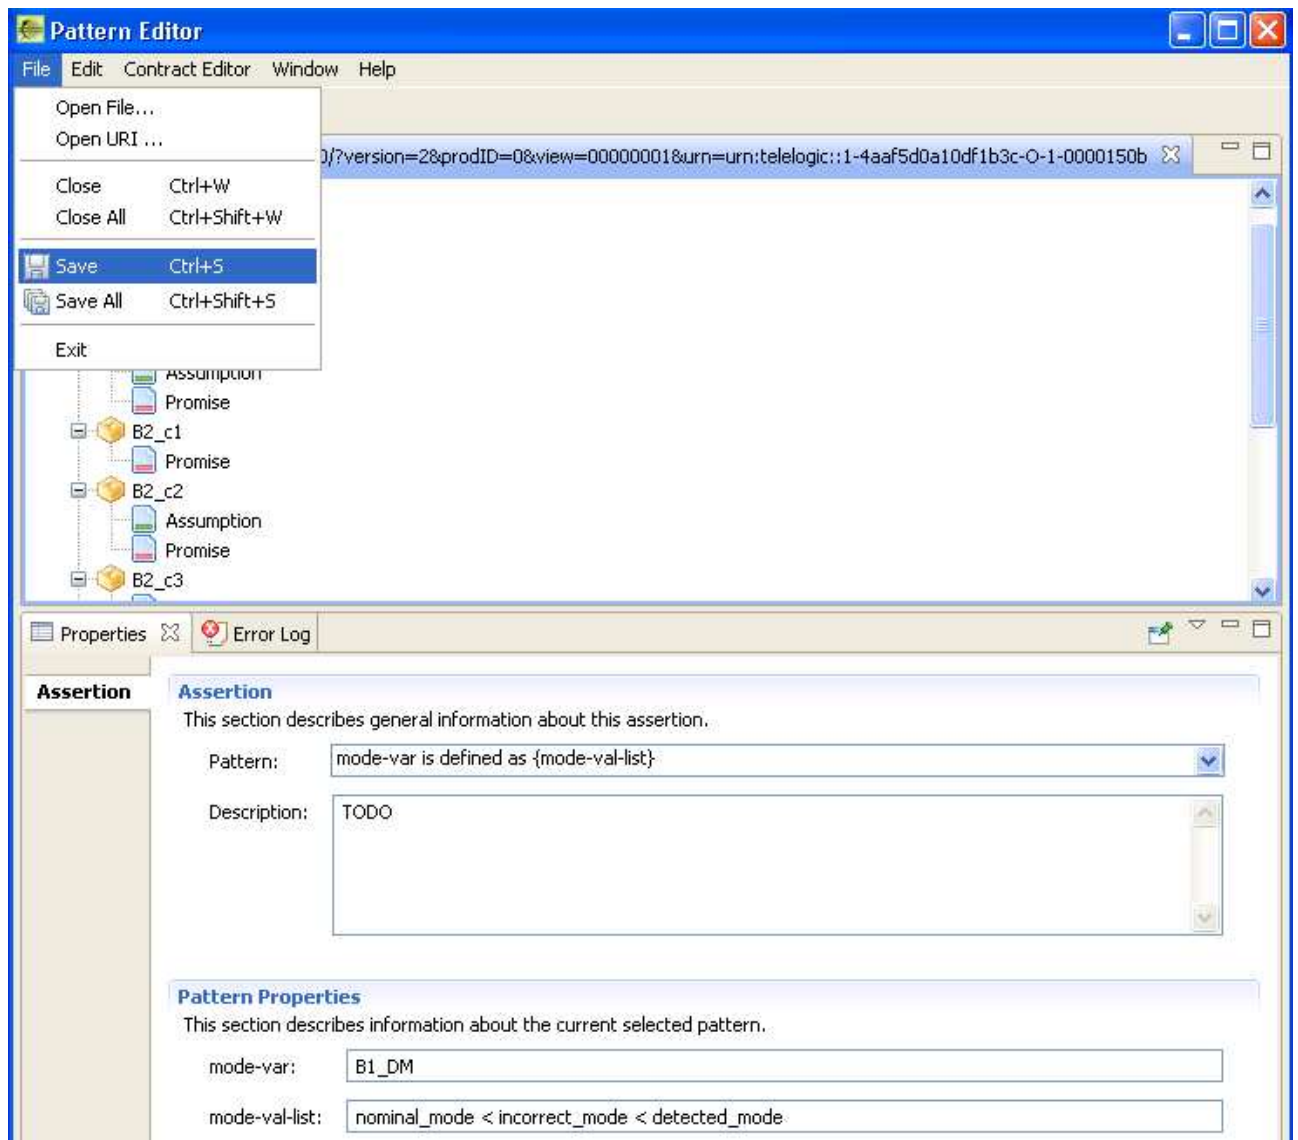 Pattern Editor
File Edit Contract Editor Window Help
Open File...
Open URI ...
0/?version=2&prodID=0&view=00000001&urn=urn:telelogic::1-4aaf5d0a10df1b3c-O-1-0000150b
Close Ctrl+W
Close All Ctrl+Shift+W
Save Ctrl+S
Save All Ctrl+Shift+S
Exit
Assumption
Promise
B2_c1
Promise
B2_c2
Assumption
Promise
B2_c3
Properties Error Log
Assertion Assertion
This section describes general information about this assertion.
Pattern: mode-var is defined as {mode-val-list}
Description: TODO
Pattern Properties
This section describes information about the current selected pattern.
mode-var: B1_DM
mode-val-list: nominal_mode < incorrect_mode < detected_mode